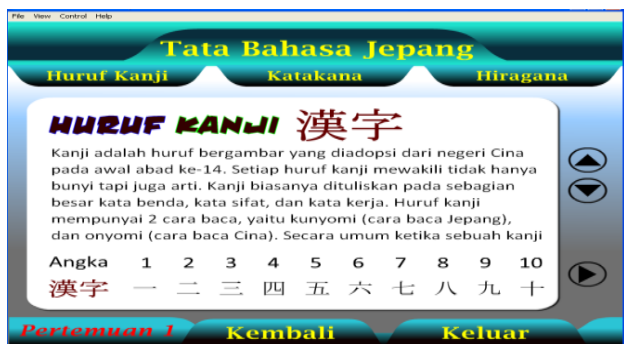 File View Control Help
Tata Bahasa Jepang
Huruf Kanji Katakana Hiragana
HURUF KANJI 漢字
Kanji adalah huruf bergambar yang diadopsi dari negeri Cina
pada awal abad ke-14. Setiap huruf kanji mewakili tidak hanya
bunyi tapi juga arti. Kanji biasanya dituliskan pada sebagian
besar kata benda, kata sifat, dan kata kerja. Huruf kanji
mempunyai 2 cara baca, yaitu kunyomi (cara baca Jepang),
dan onyomi (cara baca Cina). Secara umum ketika sebuah kanji
Angka 1 2 3 4 5 6 7 8 9 10
漢字 一 二 三 四 五 六 七 八 九 十
Pertemuan 1 Kembali Keluar